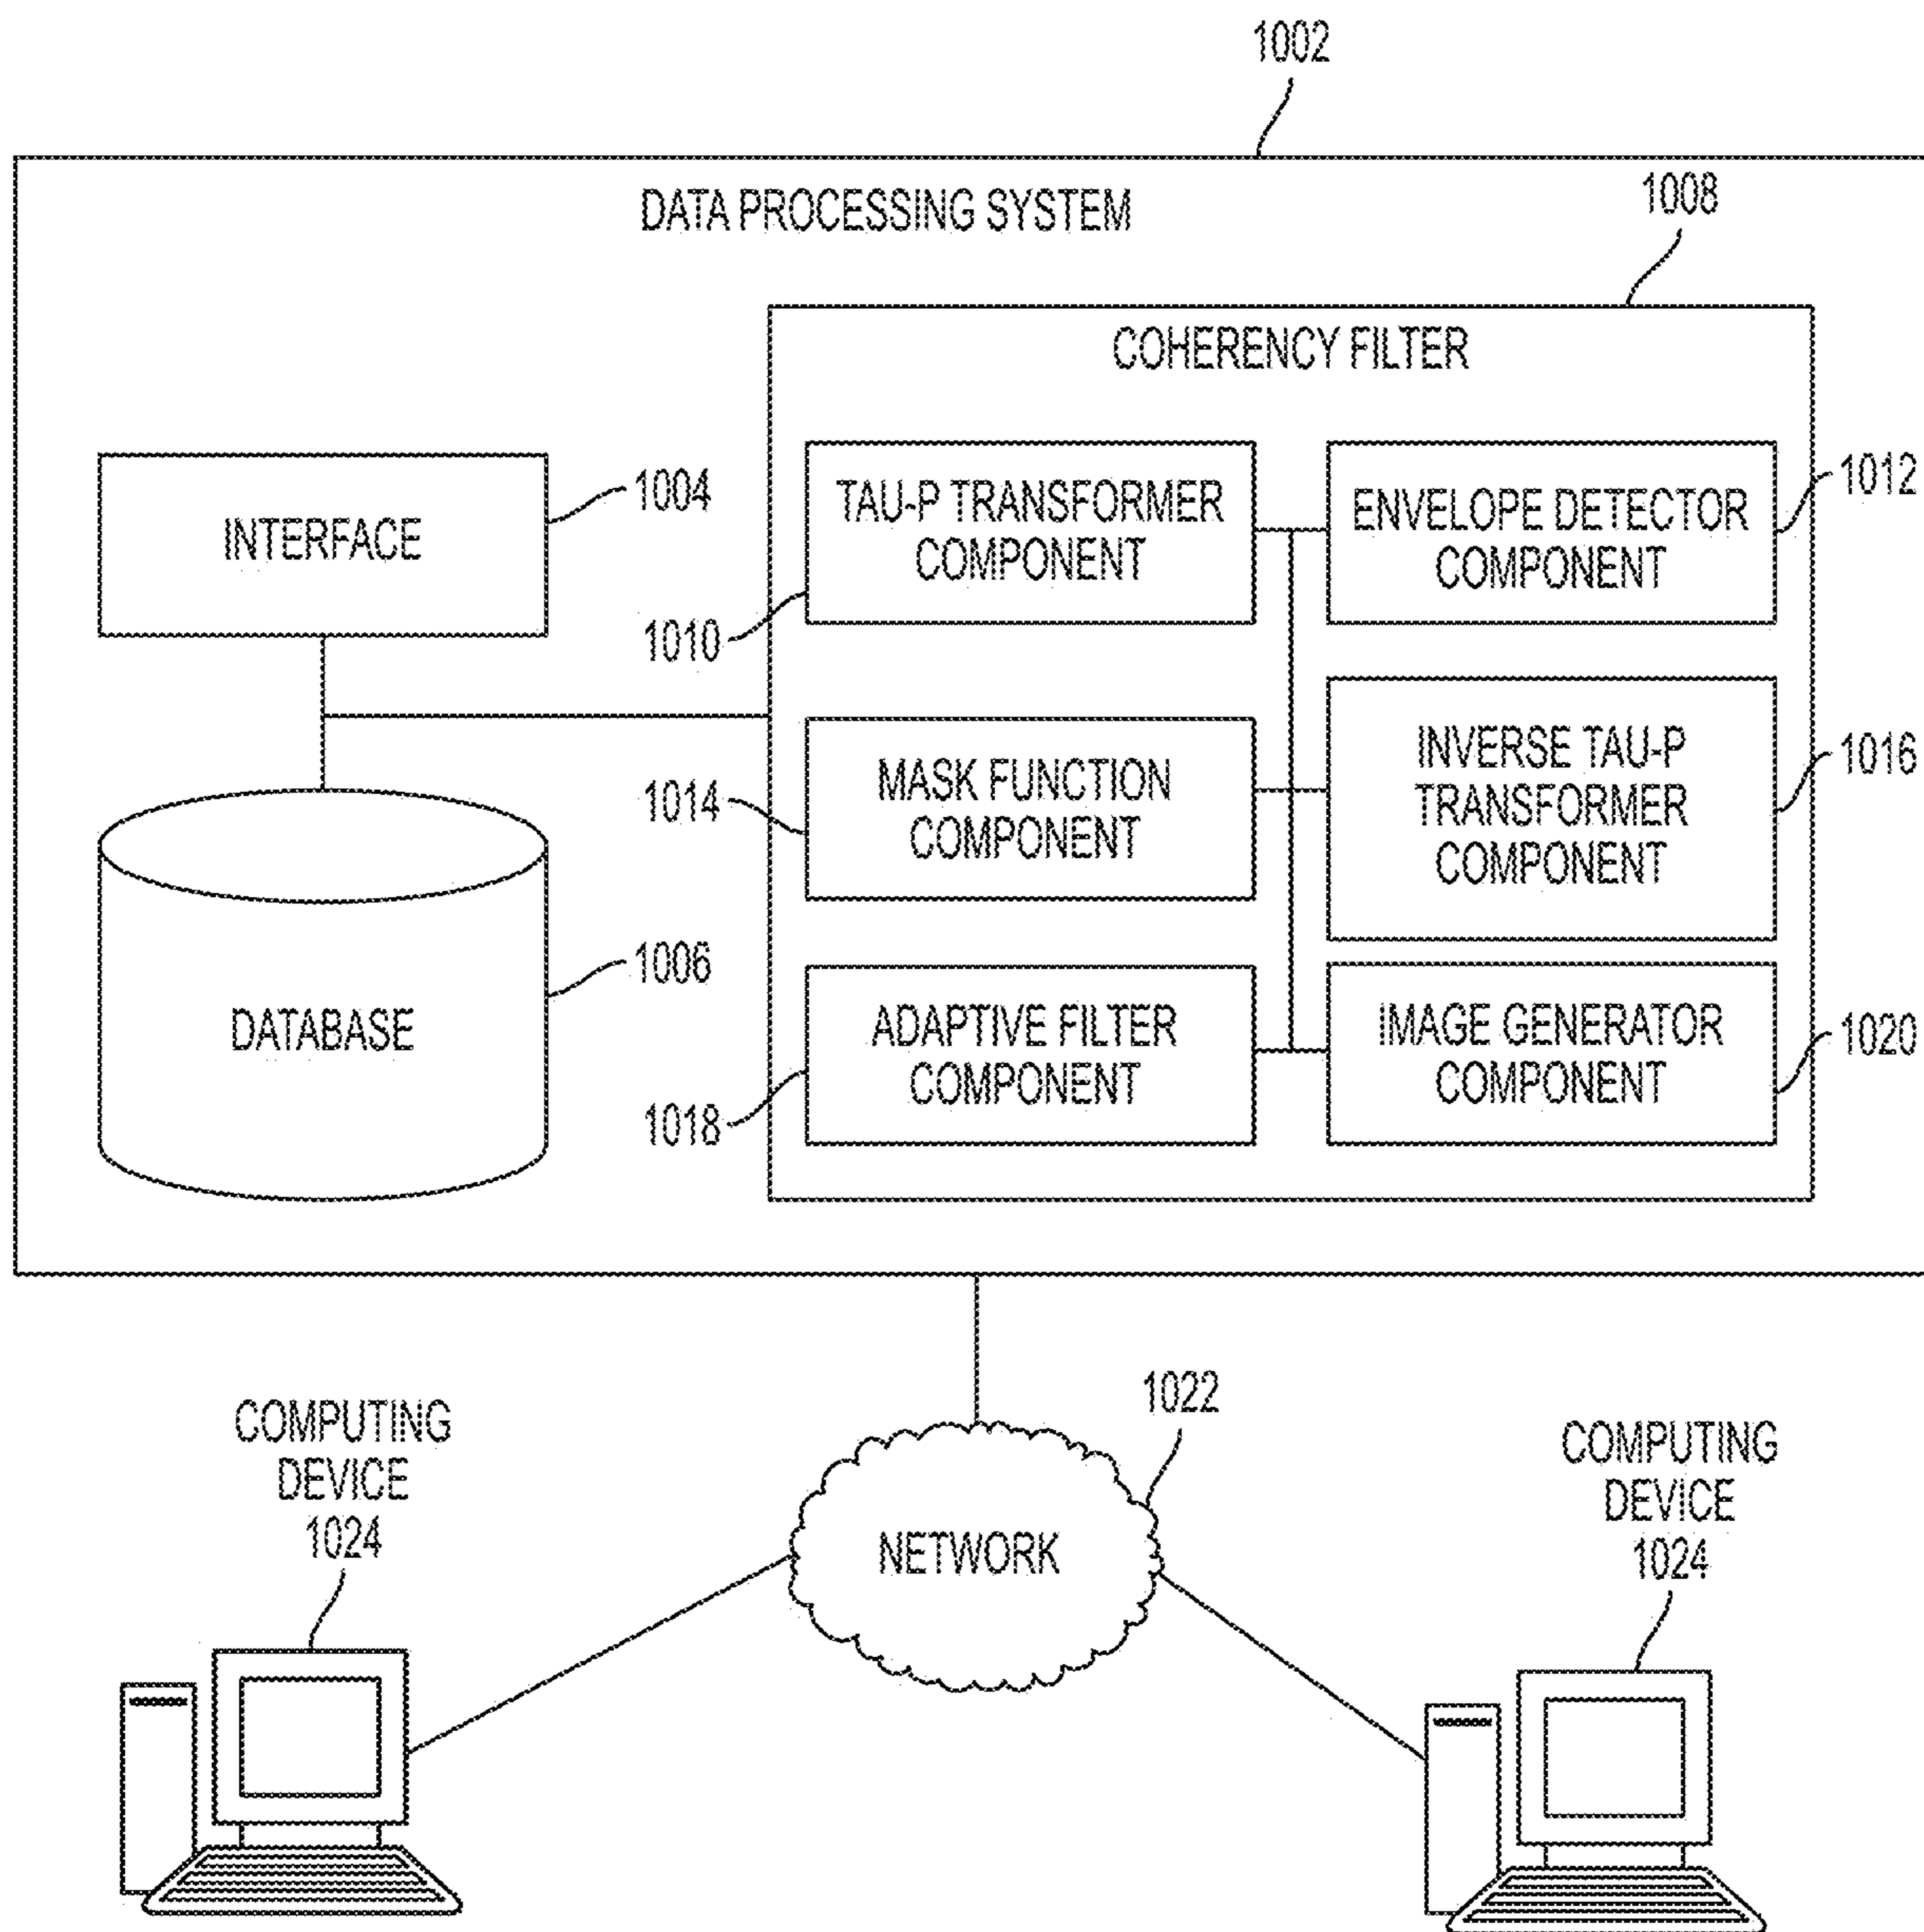 1002
DATA PROCESSING SYSTEM
1008
COHERENCY FILTER
INTERFACE
1004
TAU-P TRANSFORMER
COMPONENT
1010
ENVELOPE DETECTOR
COMPONENT
1012
MASK FUNCTION
COMPONENT
1014
INVERSE TAU-P
TRANSFORMER
COMPONENT
1016
DATABASE
1006
ADAPTIVE FILTER
COMPONENT
1018
IMAGE GENERATOR
COMPONENT
1020
COMPUTING
DEVICE
1024
NETWORK
1022
COMPUTING
DEVICE
1024